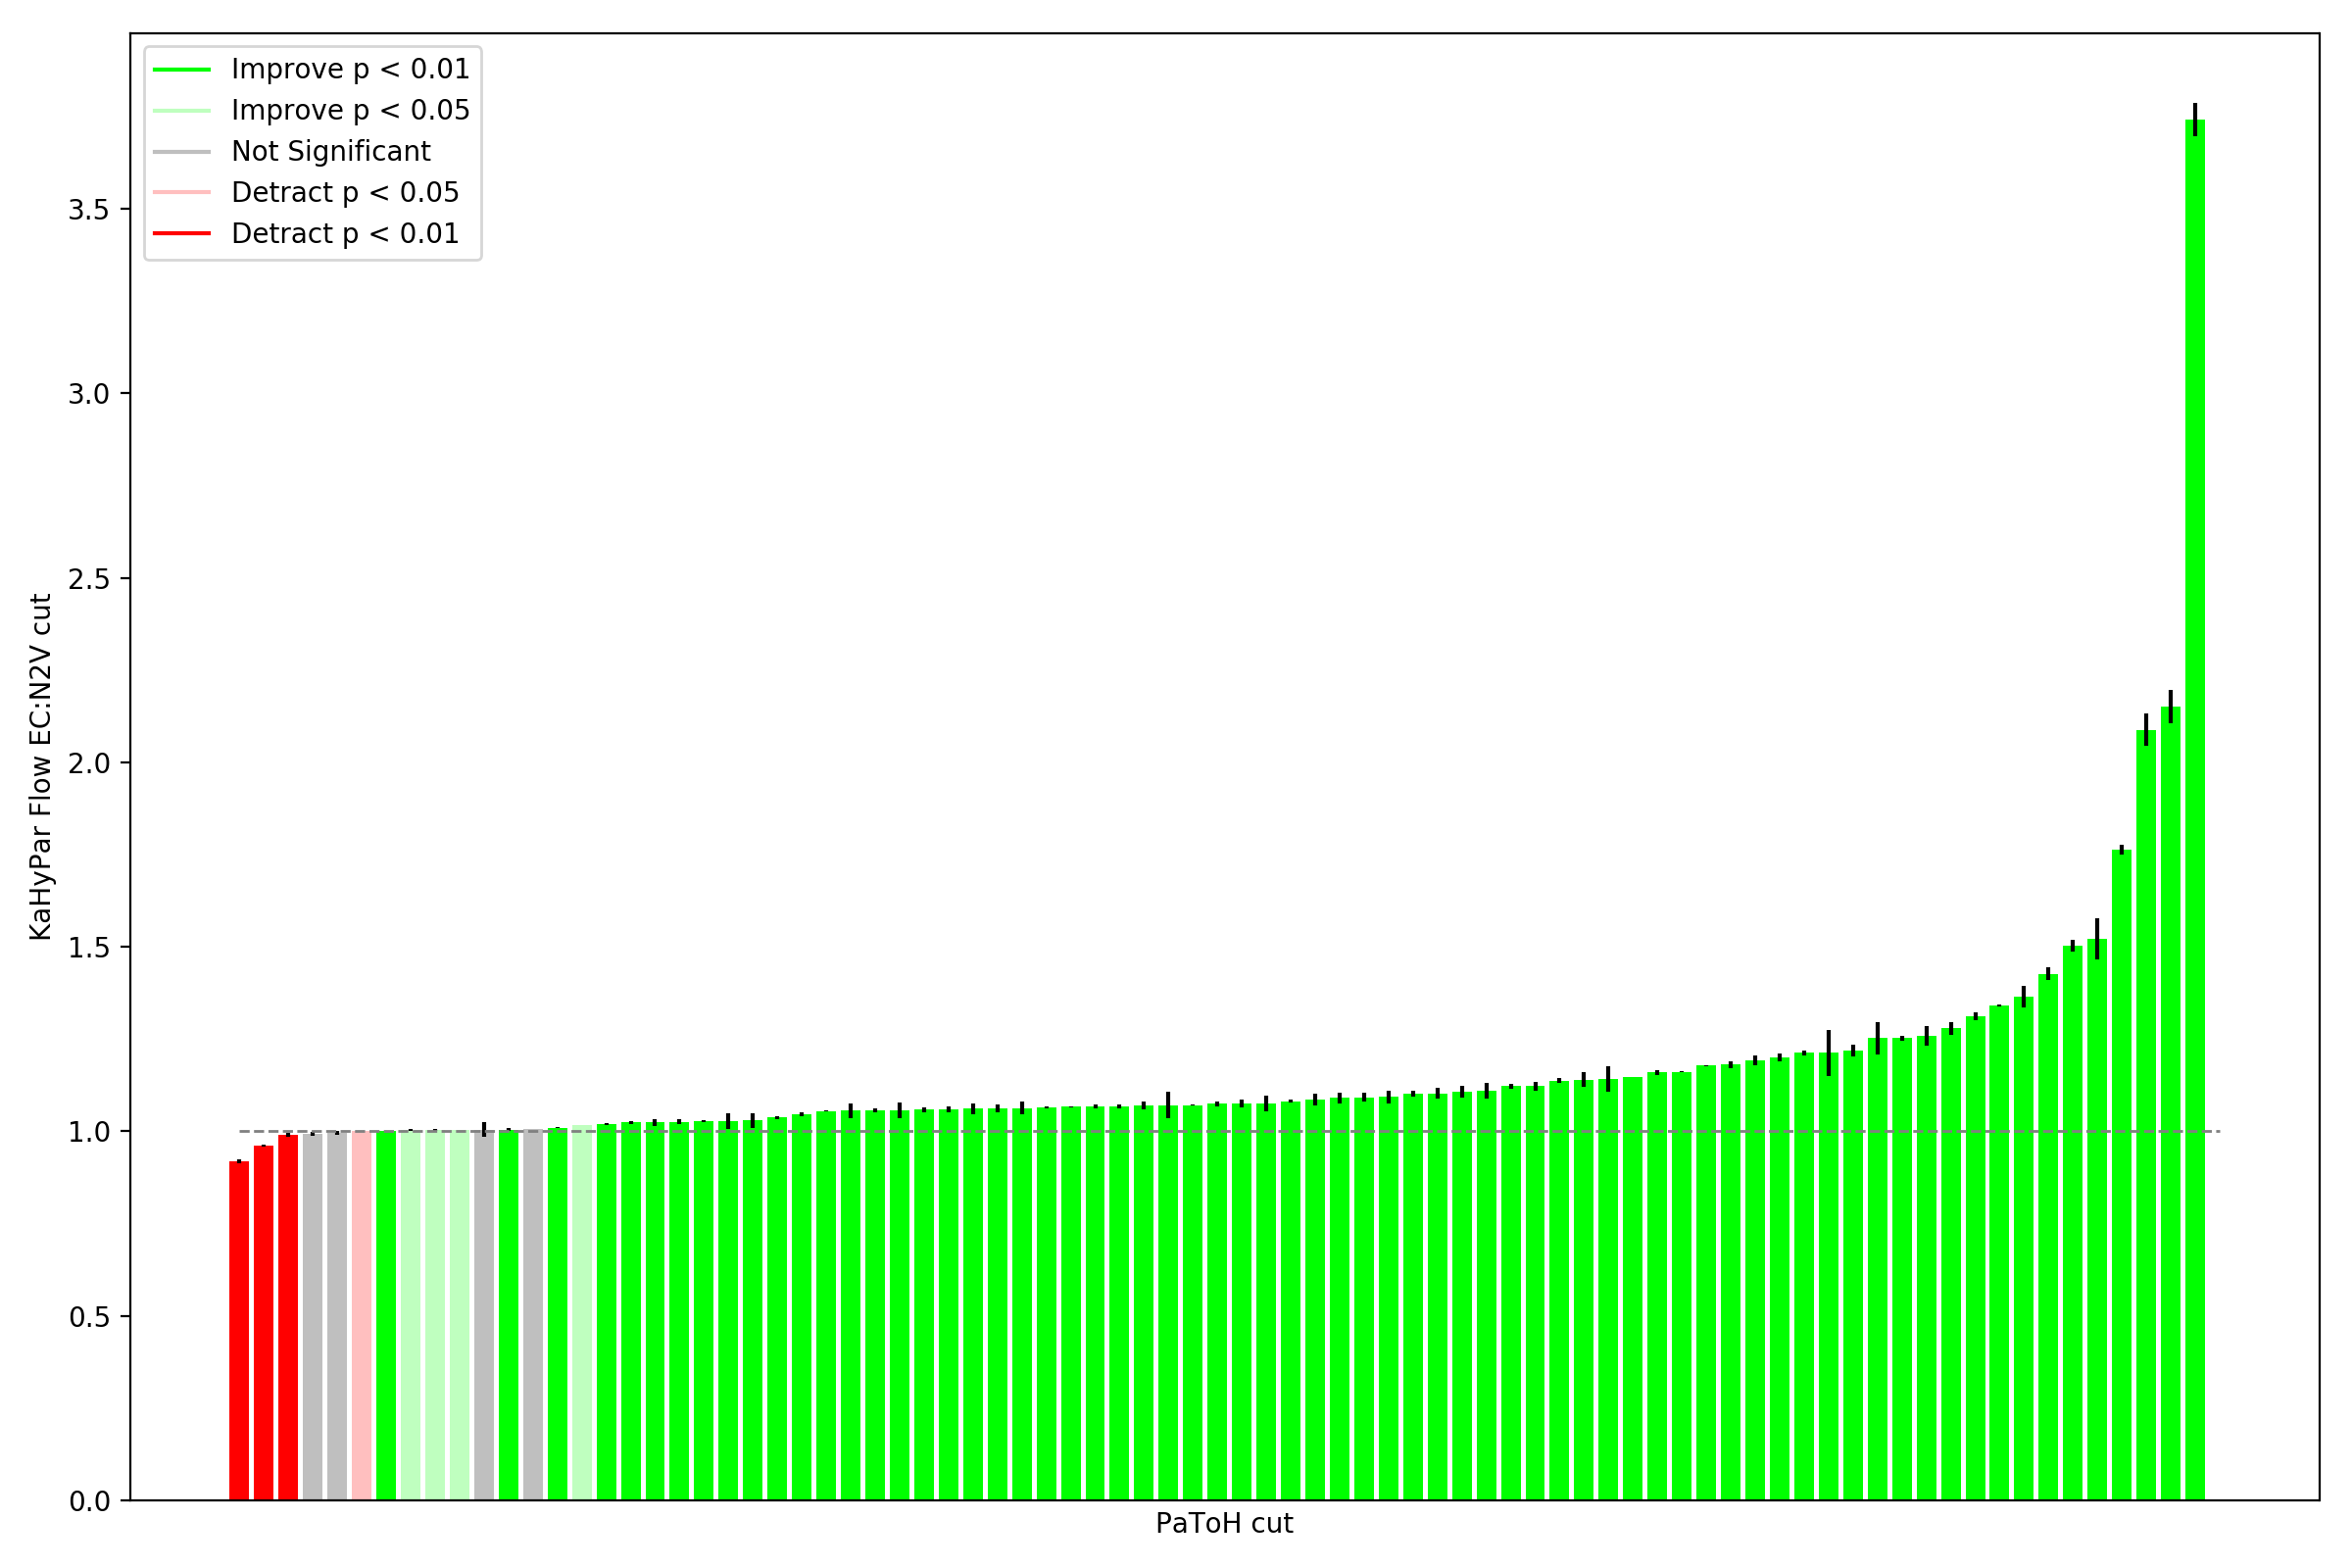 Improve p < 0.01
Improve p < 0.05
Not Significant
Detract p < 0.05
Detract p < 0.01
3.5
3.0
2.5
2.0
1.5
1.0
0.5
0.0
KaHyPar Flow EC:N2V cut
PaToH cut